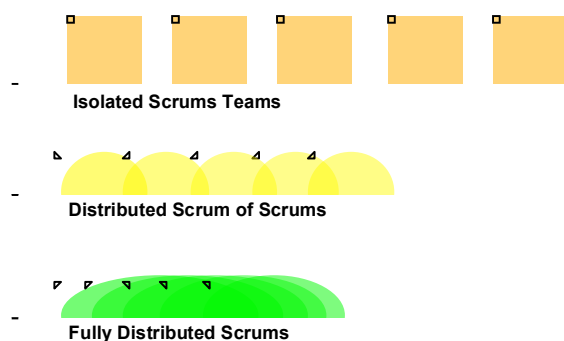 Isolated Scrums Teams
Distributed Scrum of Scrums
Fully Distributed Scrums